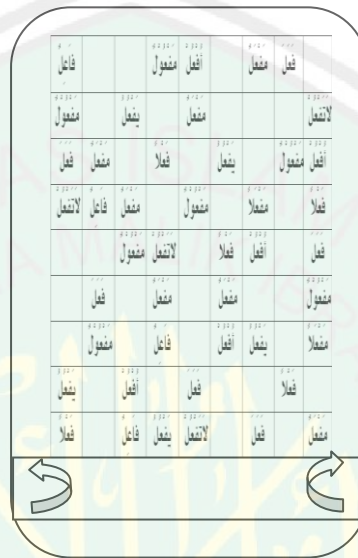 فعل مفعل أفعل مفعول فاعل
لاتفعل مفعل يفعل مفعول
أفعل مفعول يفعل فعلا مفعل فعل
فعلا مفعلا مفعول مفعل فاعل لاتفعل
فعل أفعل فعلا لاتفعل مفعول
مفعول مفعل مفعل فعل
مفعلا يفعل أفعل فاعل مفعول
فعلا فعل أفعل يفعل
مفعل فعل لاتفعل يفعل فاعل فعلا